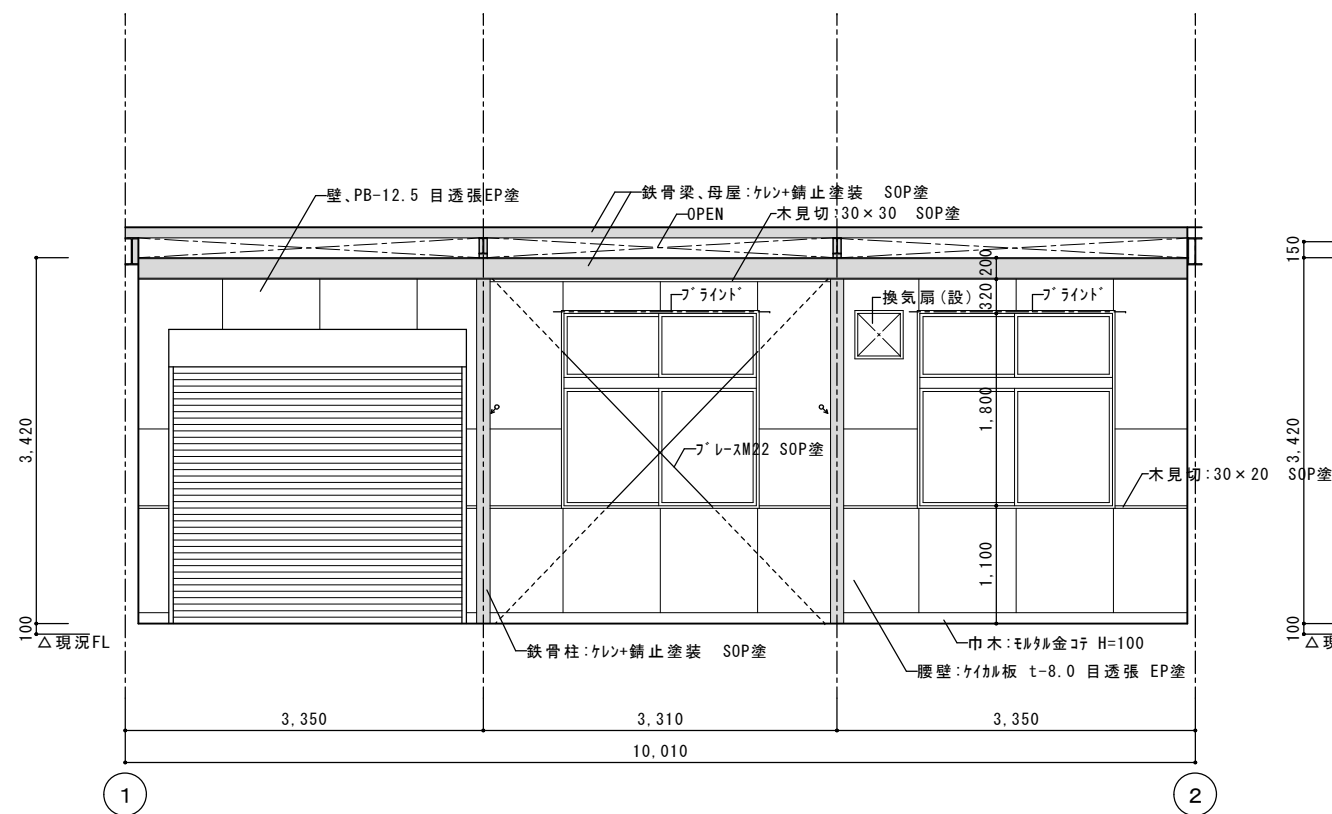 壁、PB-12.5 目透張EP塗
鉄骨梁、母屋:ｹﾚﾝ+錆止塗装 SOP塗
OPEN
木見切:30×30 SOP塗
150
200
320
ﾌﾞﾗｲﾝﾄﾞ
換気扇(設)
ﾌﾞﾗｲﾝﾄﾞ
3,420
1,800
3,420
ﾌﾞﾚｰｽM22 SOP塗
木見切:30×20 SOP塗
1,100
100
△現況FL
鉄骨柱:ｹﾚﾝ+錆止塗装 SOP塗
巾木:ﾓﾙﾀﾙ金ｺﾃ H=100
100
△現
腰壁:ｹｲｶﾙ板 t-8.0 目透張 EP塗
3,350
3,310
3,350
10,010
1
2